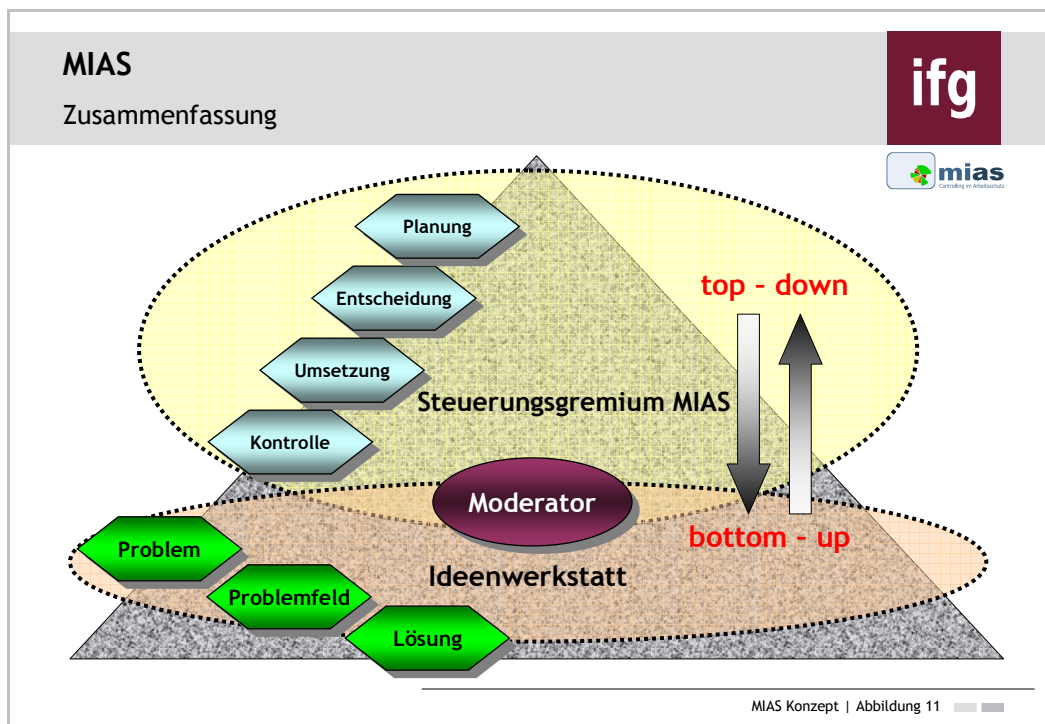 MIAS
Zusammenfassung
ifg
mias
Controlling im Arbeitsschutz
Planung
Entscheidung
top – down
Umsetzung
Steuerungsgremium MIAS
Kontrolle
Moderator
bottom – up
Problem
Ideenwerkstatt
Problemfeld
Lösung
MIAS Konzept | Abbildung 11